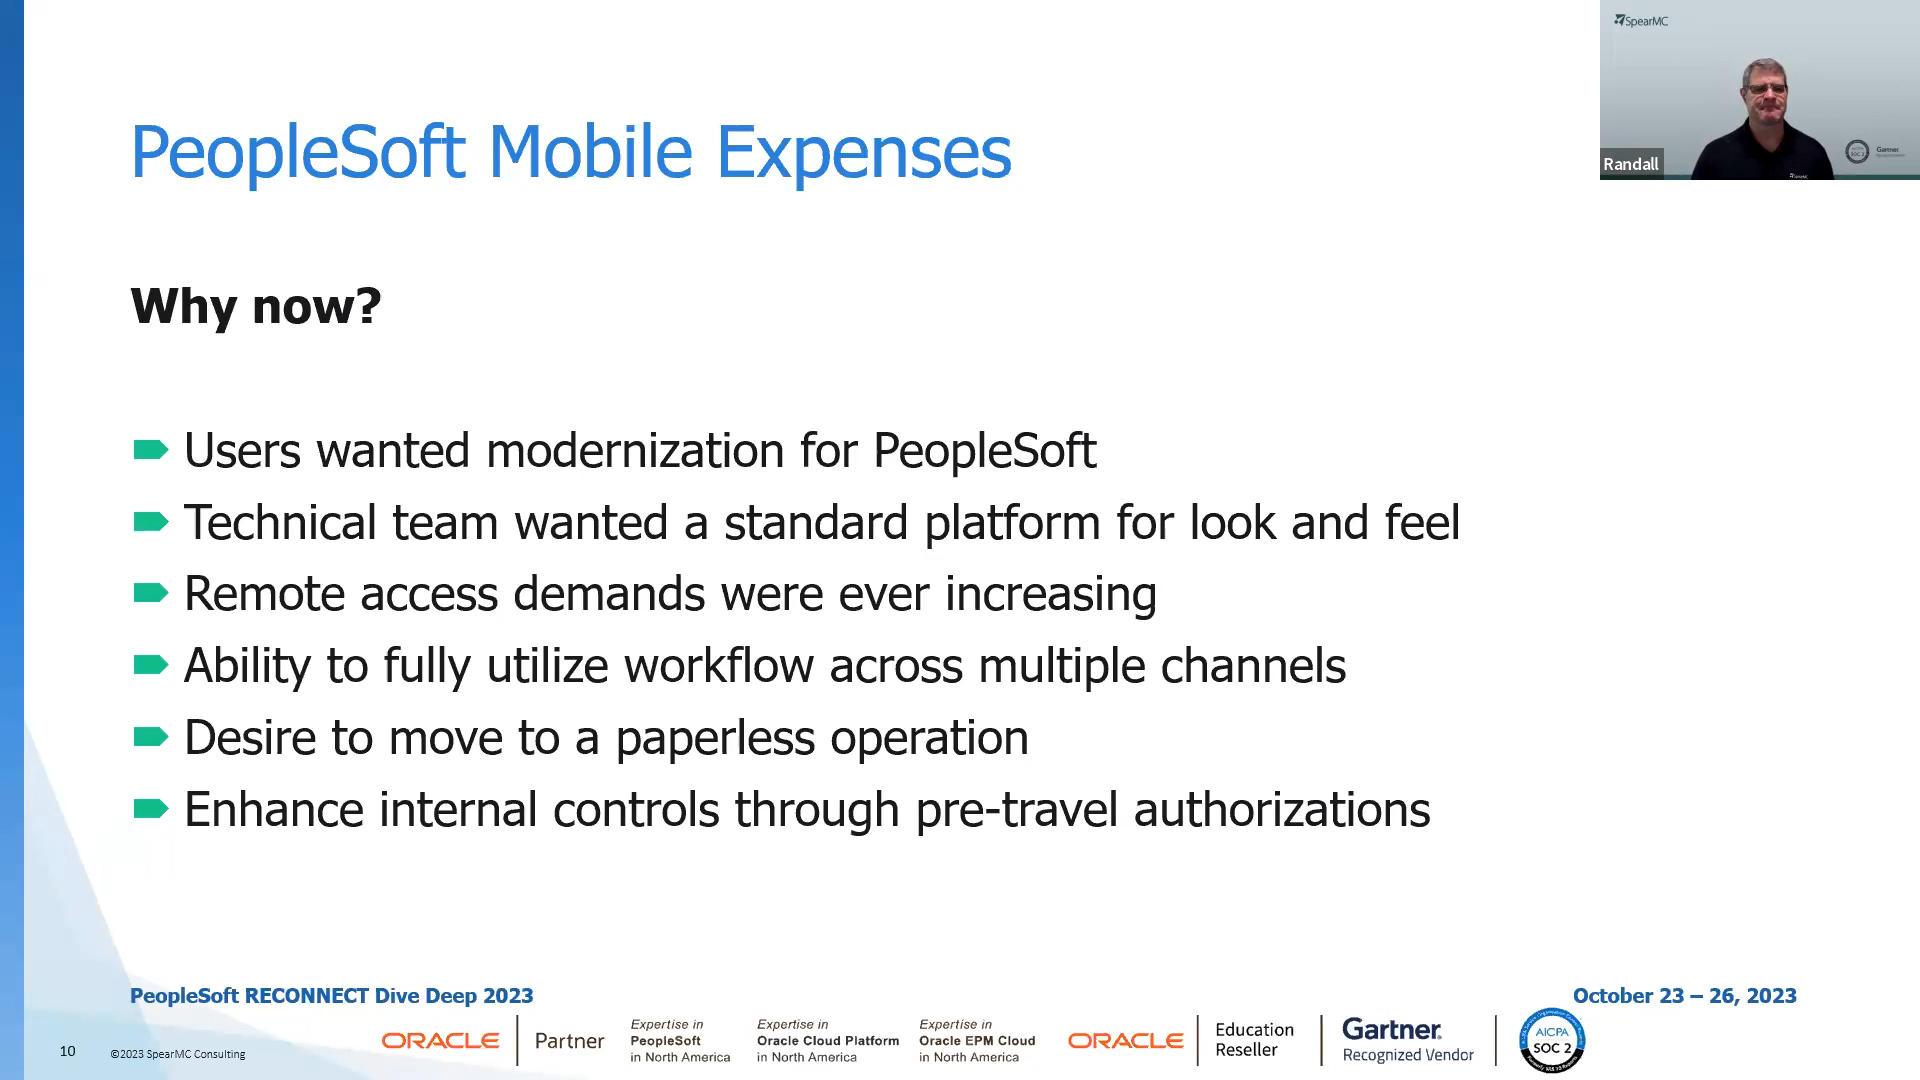 SpearMC
PeopleSoft Mobile Expenses
Randall
Gartner
Why now?
Users wanted modernization for PeopleSoft
Technical team wanted a standard platform for look and feel
Remote access demands were ever increasing
Ability to fully utilize workflow across multiple channels
Desire to move to a paperless operation
Enhance internal controls through pre-travel authorizations
PeopleSoft RECONNECT Dive Deep 2023
October 23 – 26, 2023
10
©2023 SpearMC Consulting
ORACLE
Partner
Expertise in
PeopleSoft
in North America
Expertise in
Oracle Cloud Platform
in North America
Expertise in
Oracle EPM Cloud
in North America
ORACLE
Education
Reseller
Gartner
Recognized Vendor
AICPA
SOC 2